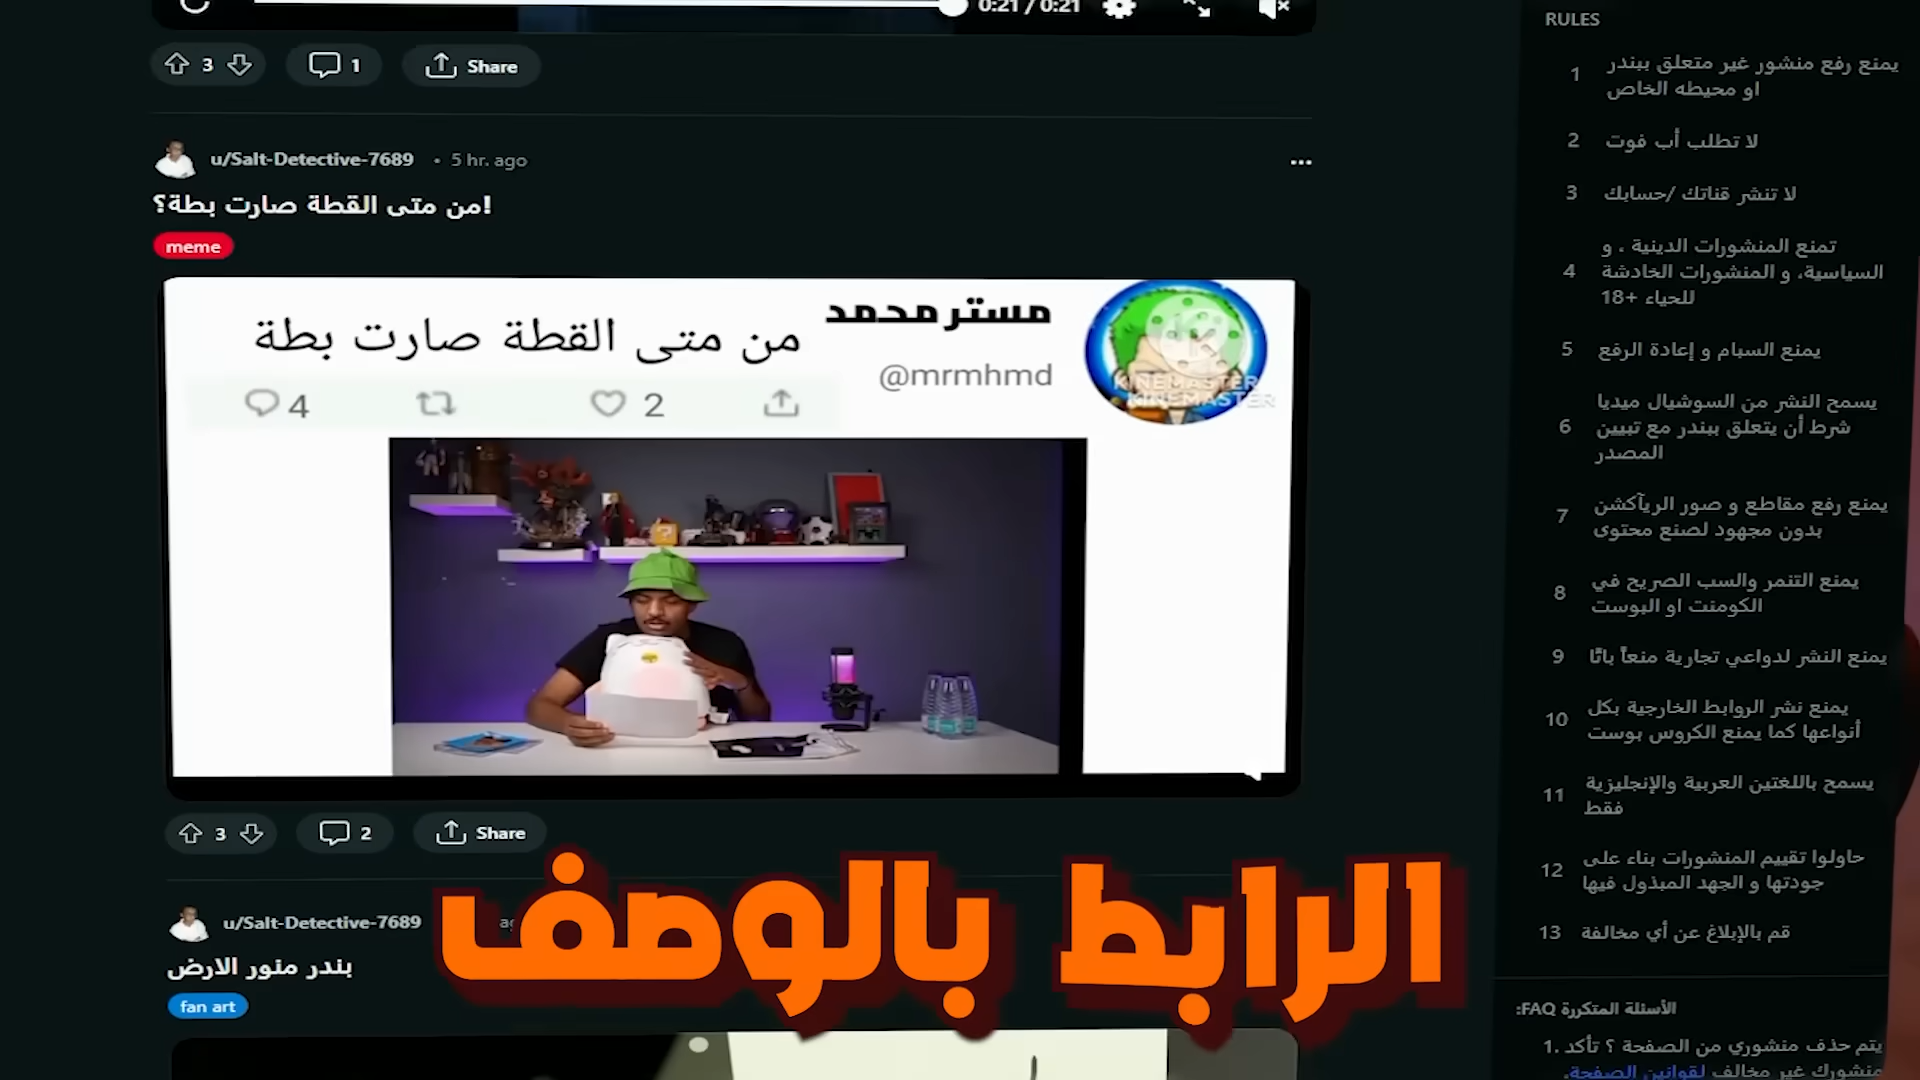 0:21 / 0:21
3
1
Share
u/Salt-Detective-7689 • 5 hr. ago
من متى القطة صارت بطة؟!
meme
مستر محمد
@mrmhmd
من متى القطة صارت بطة
4
2
KINEMASTER
KINEMASTER
3
2
Share
u/Salt-Detective-7689
بندر منور الارض
fan art
الرابط بالوصف
RULES
1
يمنع رفع منشور غير متعلق ببندر
او محيطه الخاص
2
لا تطلب أب فوت
3
لا تنشر قناتك /حسابك
4
تمنع المنشورات الدينية ، و
السياسية، و المنشورات الخادشة
للحياء +18
5
يمنع السبام و إعادة الرفع
6
يسمح النشر من السوشيال ميديا
شرط أن يتعلق ببندر مع تبيين
المصدر
7
يمنع رفع مقاطع و صور الريآكشن
بدون مجهود لصنع محتوى
8
يمنع التنمر والسب الصريح في
الكومنت او البوست
9
يمنع النشر لدواعي تجارية منعاً باتًا
10
يمنع نشر الروابط الخارجية بكل
أنواعها كما يمنع الكروس بوست
11
يسمح باللغتين العربية والإنجليزية
فقط
12
حاولوا تقييم المنشورات بناء على
جودتها و الجهد المبذول فيها
13
قم بالإبلاغ عن أي مخالفة
الأسئلة المتكررة FAQ:
1. يتم حذف منشوري من الصفحة ؟ تأكد
منشورك غير مخالف لقوانين الصفحة.